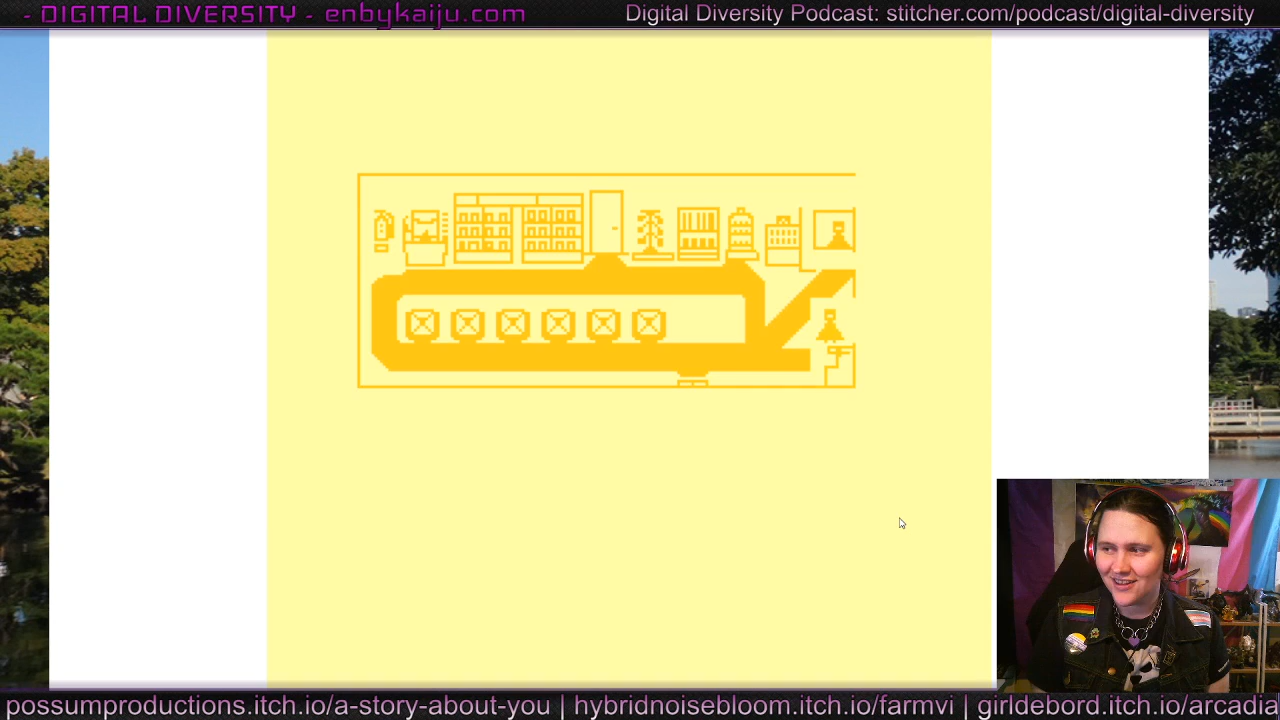 - DIGITAL DIVERSITY - enbykaiju.com
Digital Diversity Podcast: stitcher.com/podcast/digital-diversity
possumproductions.itch.io/a-story-about-you | hybridnoisebloom.itch.io/farmvi | girldebord.itch.io/arcadia